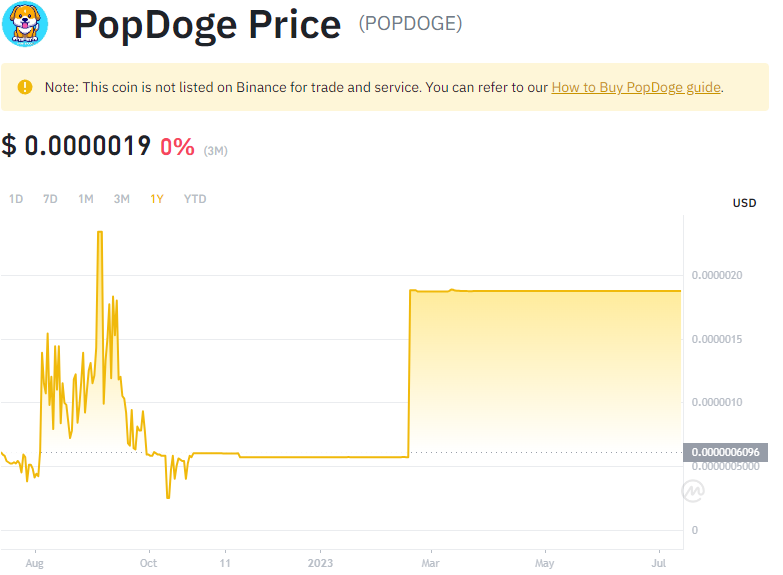 PopDoge Price (POPDOGE)
Note: This coin is not listed on Binance for trade and service. You can refer to our How to Buy PopDoge guide.
$ 0.0000019 0% (3M)
1D 7D 1M 3M 1Y YTD
USD
0.0000020
0.0000015
0.0000010
0.0000006096
0.0000005000
0
Aug Oct 11 2023 Mar May Jul